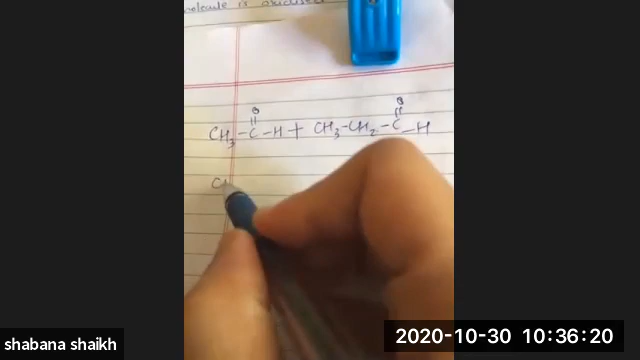 molecule is oxidised
O O
|| ||
CH₃-C-H + CH₃-CH₂-C-H
C
shabana shaikh
2020-10-30 10:36:20